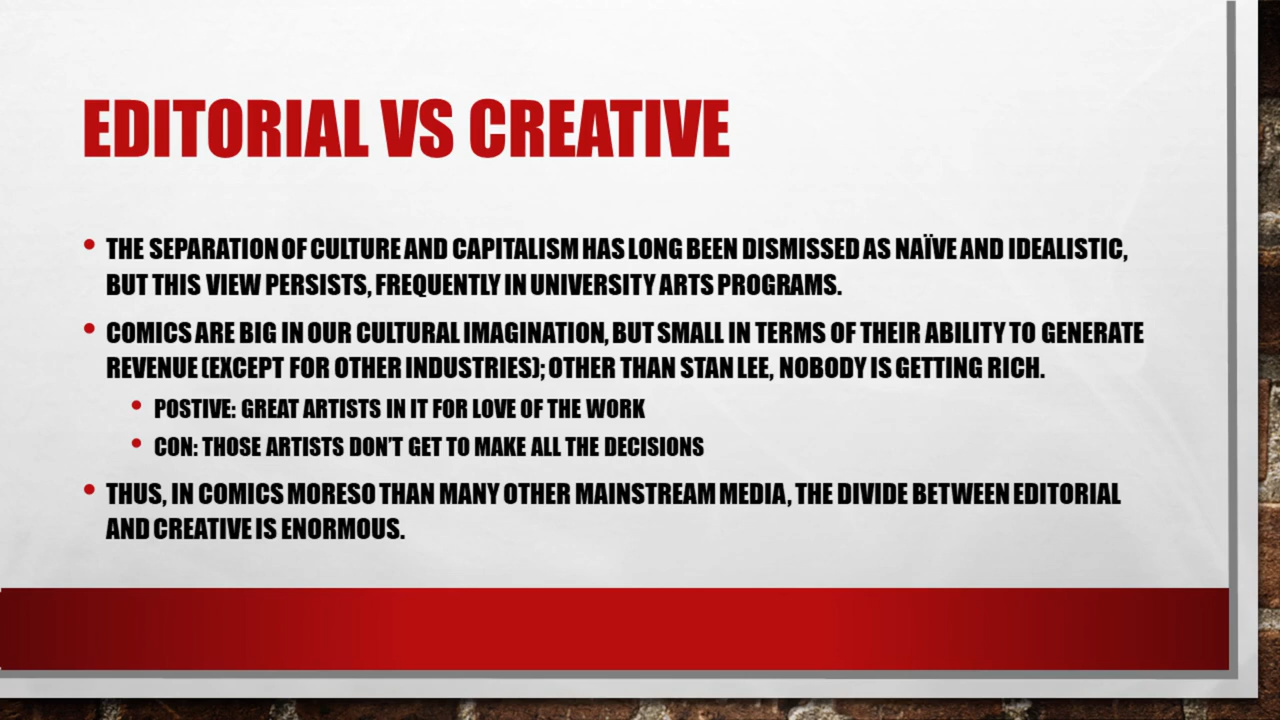 EDITORIAL VS CREATIVE
• THE SEPARATION OF CULTURE AND CAPITALISM HAS LONG BEEN DISMISSED AS NAÏVE AND IDEALISTIC,
BUT THIS VIEW PERSISTS, FREQUENTLY IN UNIVERSITY ARTS PROGRAMS.
• COMICS ARE BIG IN OUR CULTURAL IMAGINATION, BUT SMALL IN TERMS OF THEIR ABILITY TO GENERATE
REVENUE (EXCEPT FOR OTHER INDUSTRIES); OTHER THAN STAN LEE, NOBODY IS GETTING RICH.
• POSTIVE: GREAT ARTISTS IN IT FOR LOVE OF THE WORK
• CON: THOSE ARTISTS DON'T GET TO MAKE ALL THE DECISIONS
• THUS, IN COMICS MORESO THAN MANY OTHER MAINSTREAM MEDIA, THE DIVIDE BETWEEN EDITORIAL
AND CREATIVE IS ENORMOUS.